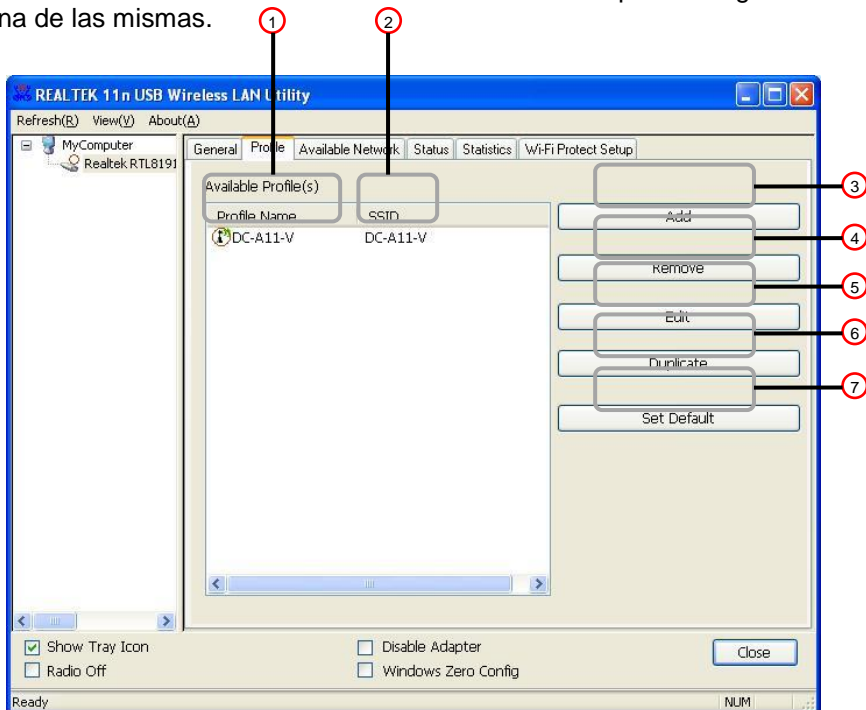 na de las mismas.
1
2
REALTEK 11n USB Wireless LAN Utility
Refresh(R) View(V) About(A)
MyComputer
Realtek RTL8191
General Profile Available Network Status Statistics Wi-Fi Protect Setup
Available Profile(s)
Profile Name SSID
DC-A11-V DC-A11-V
3
Add
4
Remove
5
Edit
6
Duplicate
7
Set Default
Show Tray Icon
Disable Adapter
Close
Radio Off
Windows Zero Config
Ready
NUM